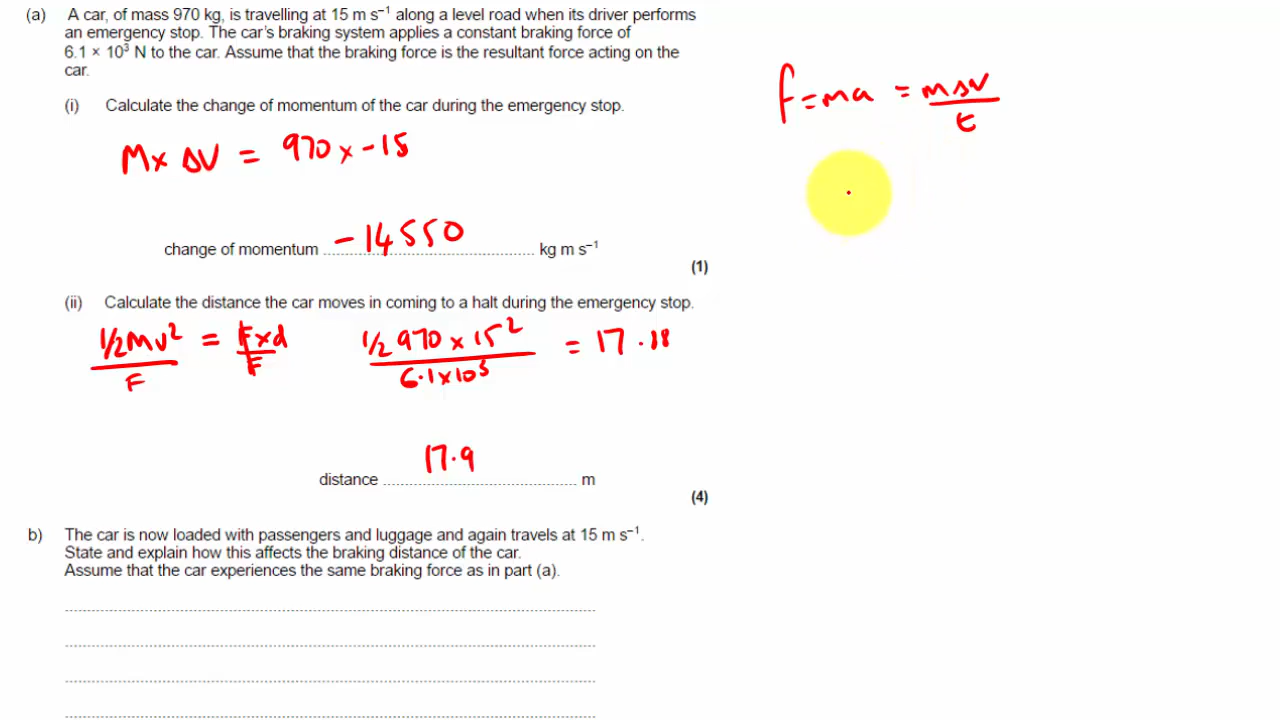 (a) A car, of mass 970 kg, is travelling at 15 m s⁻¹ along a level road when its driver performs
an emergency stop. The car's braking system applies a constant braking force of
6.1 × 10³ N to the car. Assume that the braking force is the resultant force acting on the
car.
f = ma = mΔV / t
(i) Calculate the change of momentum of the car during the emergency stop.
M x ΔV = 970 x -15
change of momentum -14550 kg m s⁻¹
(1)
(ii) Calculate the distance the car moves in coming to a halt during the emergency stop.
1/2 MV² / F = F x d / F 1/2 970 x 15² / 6.1 x 10³ = 17.18
distance 17.9 m
(4)
b) The car is now loaded with passengers and luggage and again travels at 15 m s⁻¹.
State and explain how this affects the braking distance of the car.
Assume that the car experiences the same braking force as in part (a).